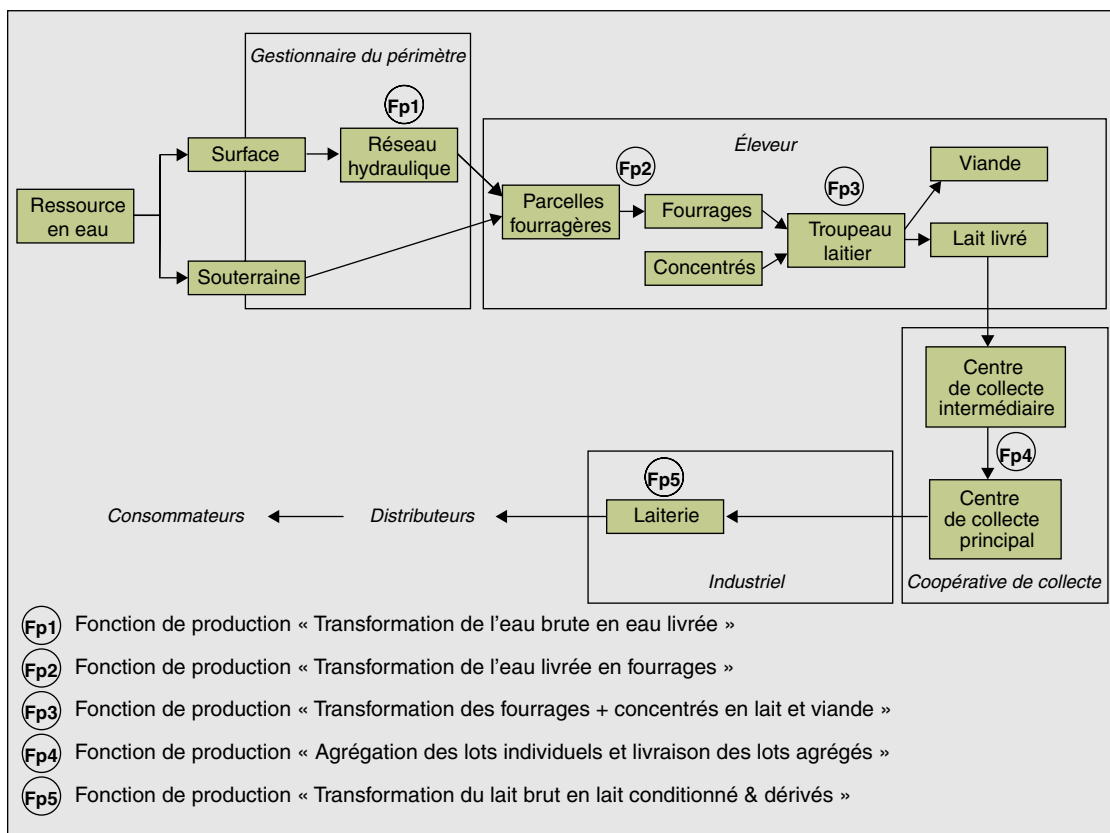 Gestionnaire du périmètre
Fp1
Surface
Réseau
hydraulique
Ressource
en eau
Souterraine
Éleveur
Fp2
Fp3
Viande
Parcelles
fourragères
Fourrages
Troupeau
laitier
Lait livré
Concentrés
Centre
de collecte
intermédiaire
Fp4
Centre
de collecte
principal
Coopérative de collecte
Fp5
Laiterie
Industriel
Distributeurs
Consommateurs
Fp1 Fonction de production « Transformation de l'eau brute en eau livrée »
Fp2 Fonction de production « Transformation de l'eau livrée en fourrages »
Fp3 Fonction de production « Transformation des fourrages + concentrés en lait et viande »
Fp4 Fonction de production « Agrégation des lots individuels et livraison des lots agrégés »
Fp5 Fonction de production « Transformation du lait brut en lait conditionné & dérivés »